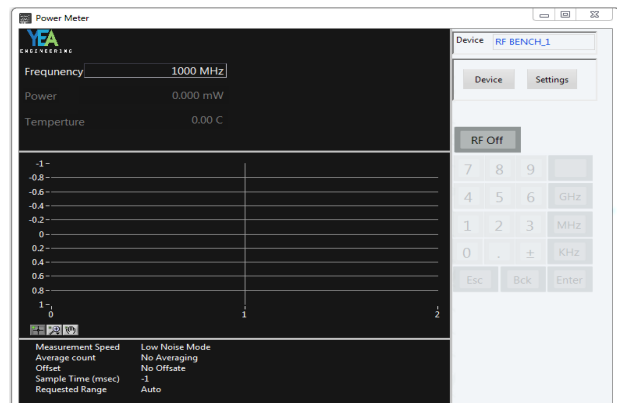 Power Meter
YEA
ENGINEERING
Frequnency 1000 MHz
Power 0.000 mW
Temperture 0.00 C
Device RF BENCH_1
Device Settings
RF Off
7 8 9
4 5 6 GHz
1 2 3 MHz
0 . ± KHz
Esc Bck Enter
-1
-0.8
-0.6
-0.4
-0.2
0
0.2
0.4
0.6
0.8
1
0 1 2
Measurement Speed Low Noise Mode
Average count No Averaging
Offset No Offsate
Sample Time (msec) -1
Requested Range Auto